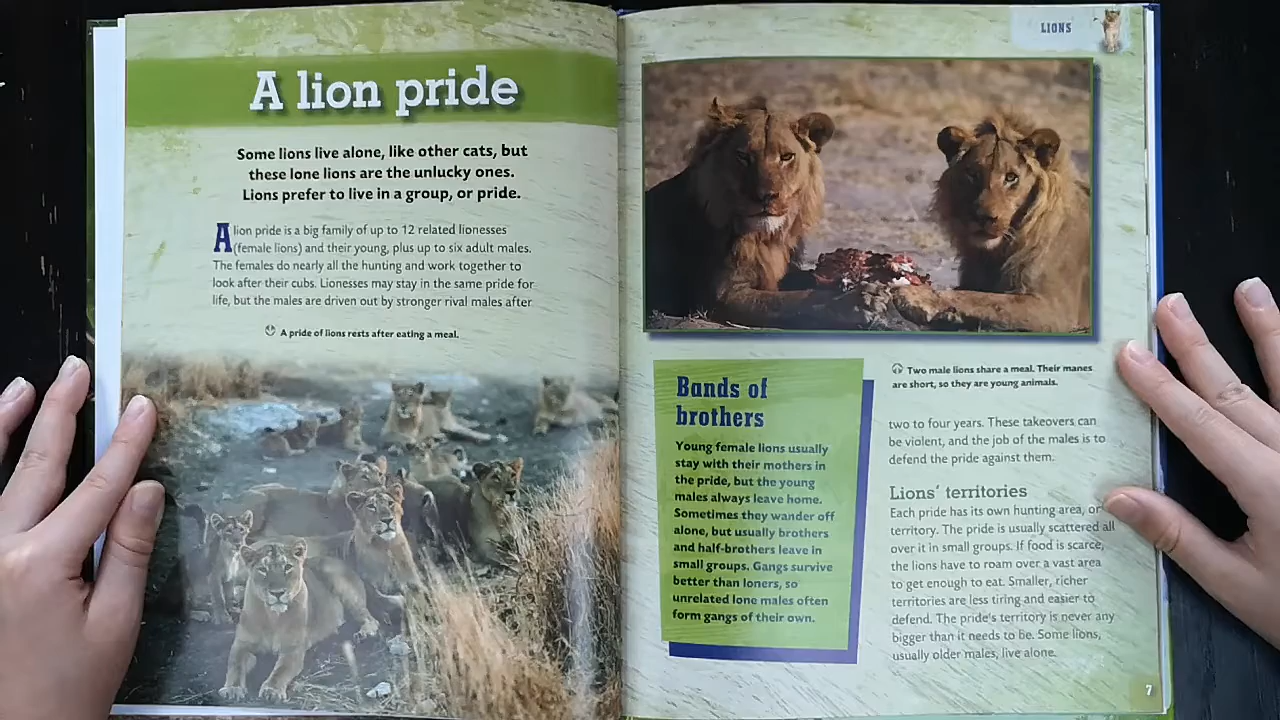 A lion pride
Some lions live alone, like other cats, but
these lone lions are the unlucky ones.
Lions prefer to live in a group, or pride.
A lion pride is a big family of up to 12 related lionesses
(female lions) and their young, plus up to six adult males.
The females do nearly all the hunting and work together to
look after their cubs. Lionesses may stay in the same pride for
life, but the males are driven out by stronger rival males after
A pride of lions rests after eating a meal.
LIONS
Two male lions share a meal. Their manes
are short, so they are young animals.
Bands of
brothers
Young female lions usually
stay with their mothers in
the pride, but the young
males always leave home.
Sometimes they wander off
alone, but usually brothers
and half-brothers leave in
small groups. Gangs survive
better than loners, so
unrelated lone males often
form gangs of their own.
two to four years. These takeovers can
be violent, and the job of the males is to
defend the pride against them.
Lions' territories
Each pride has its own hunting area, or
territory. The pride is usually scattered all
over it in small groups. If food is scarce,
the lions have to roam over a vast area
to get enough to eat. Smaller, richer
territories are less tiring and easier to
defend. The pride's territory is never any
bigger than it needs to be. Some lions,
usually older males, live alone.
7